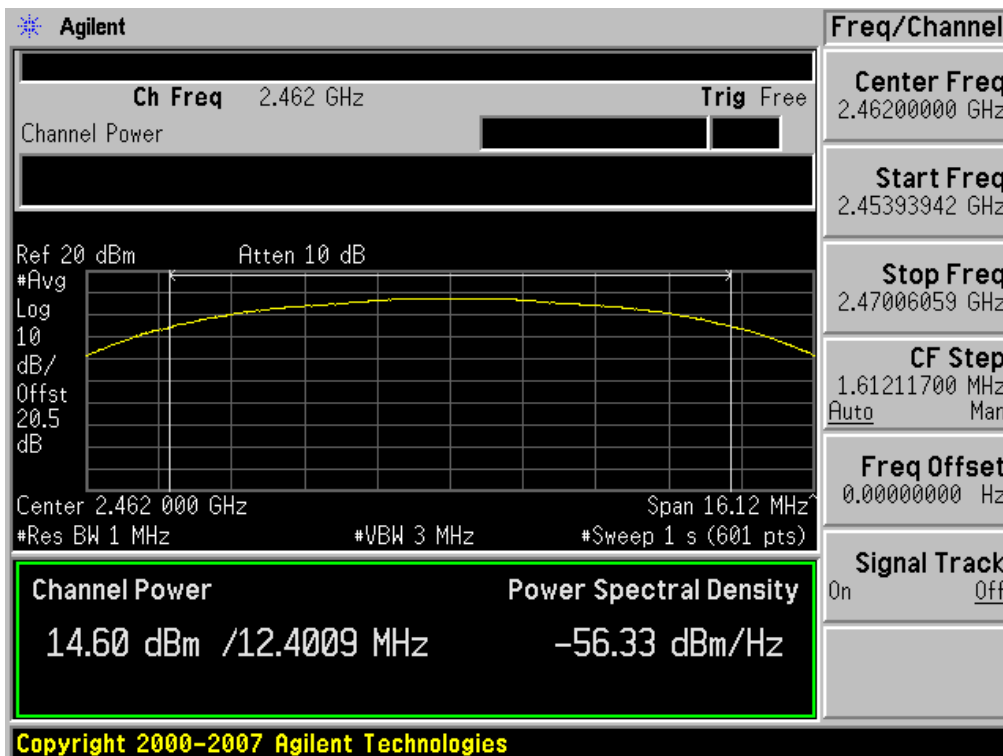 Agilent
Freq/Channel
Ch Freq 2.462 GHz Trig Free
Channel Power
Center Freq
2.46200000 GHz
Start Freq
2.45393942 GHz
Stop Freq
2.47006059 GHz
CF Step
1.61211700 MHz
Auto Man
Freq Offset
0.00000000 Hz
Signal Track
On Off
Ref 20 dBm Atten 10 dB
#Avg
Log
10
dB/
Offst
20.5
dB
Center 2.462 000 GHz Span 16.12 MHz^
#Res BW 1 MHz #VBW 3 MHz #Sweep 1 s (601 pts)
Channel Power Power Spectral Density
14.60 dBm /12.4009 MHz -56.33 dBm/Hz
Copyright 2000-2007 Agilent Technologies